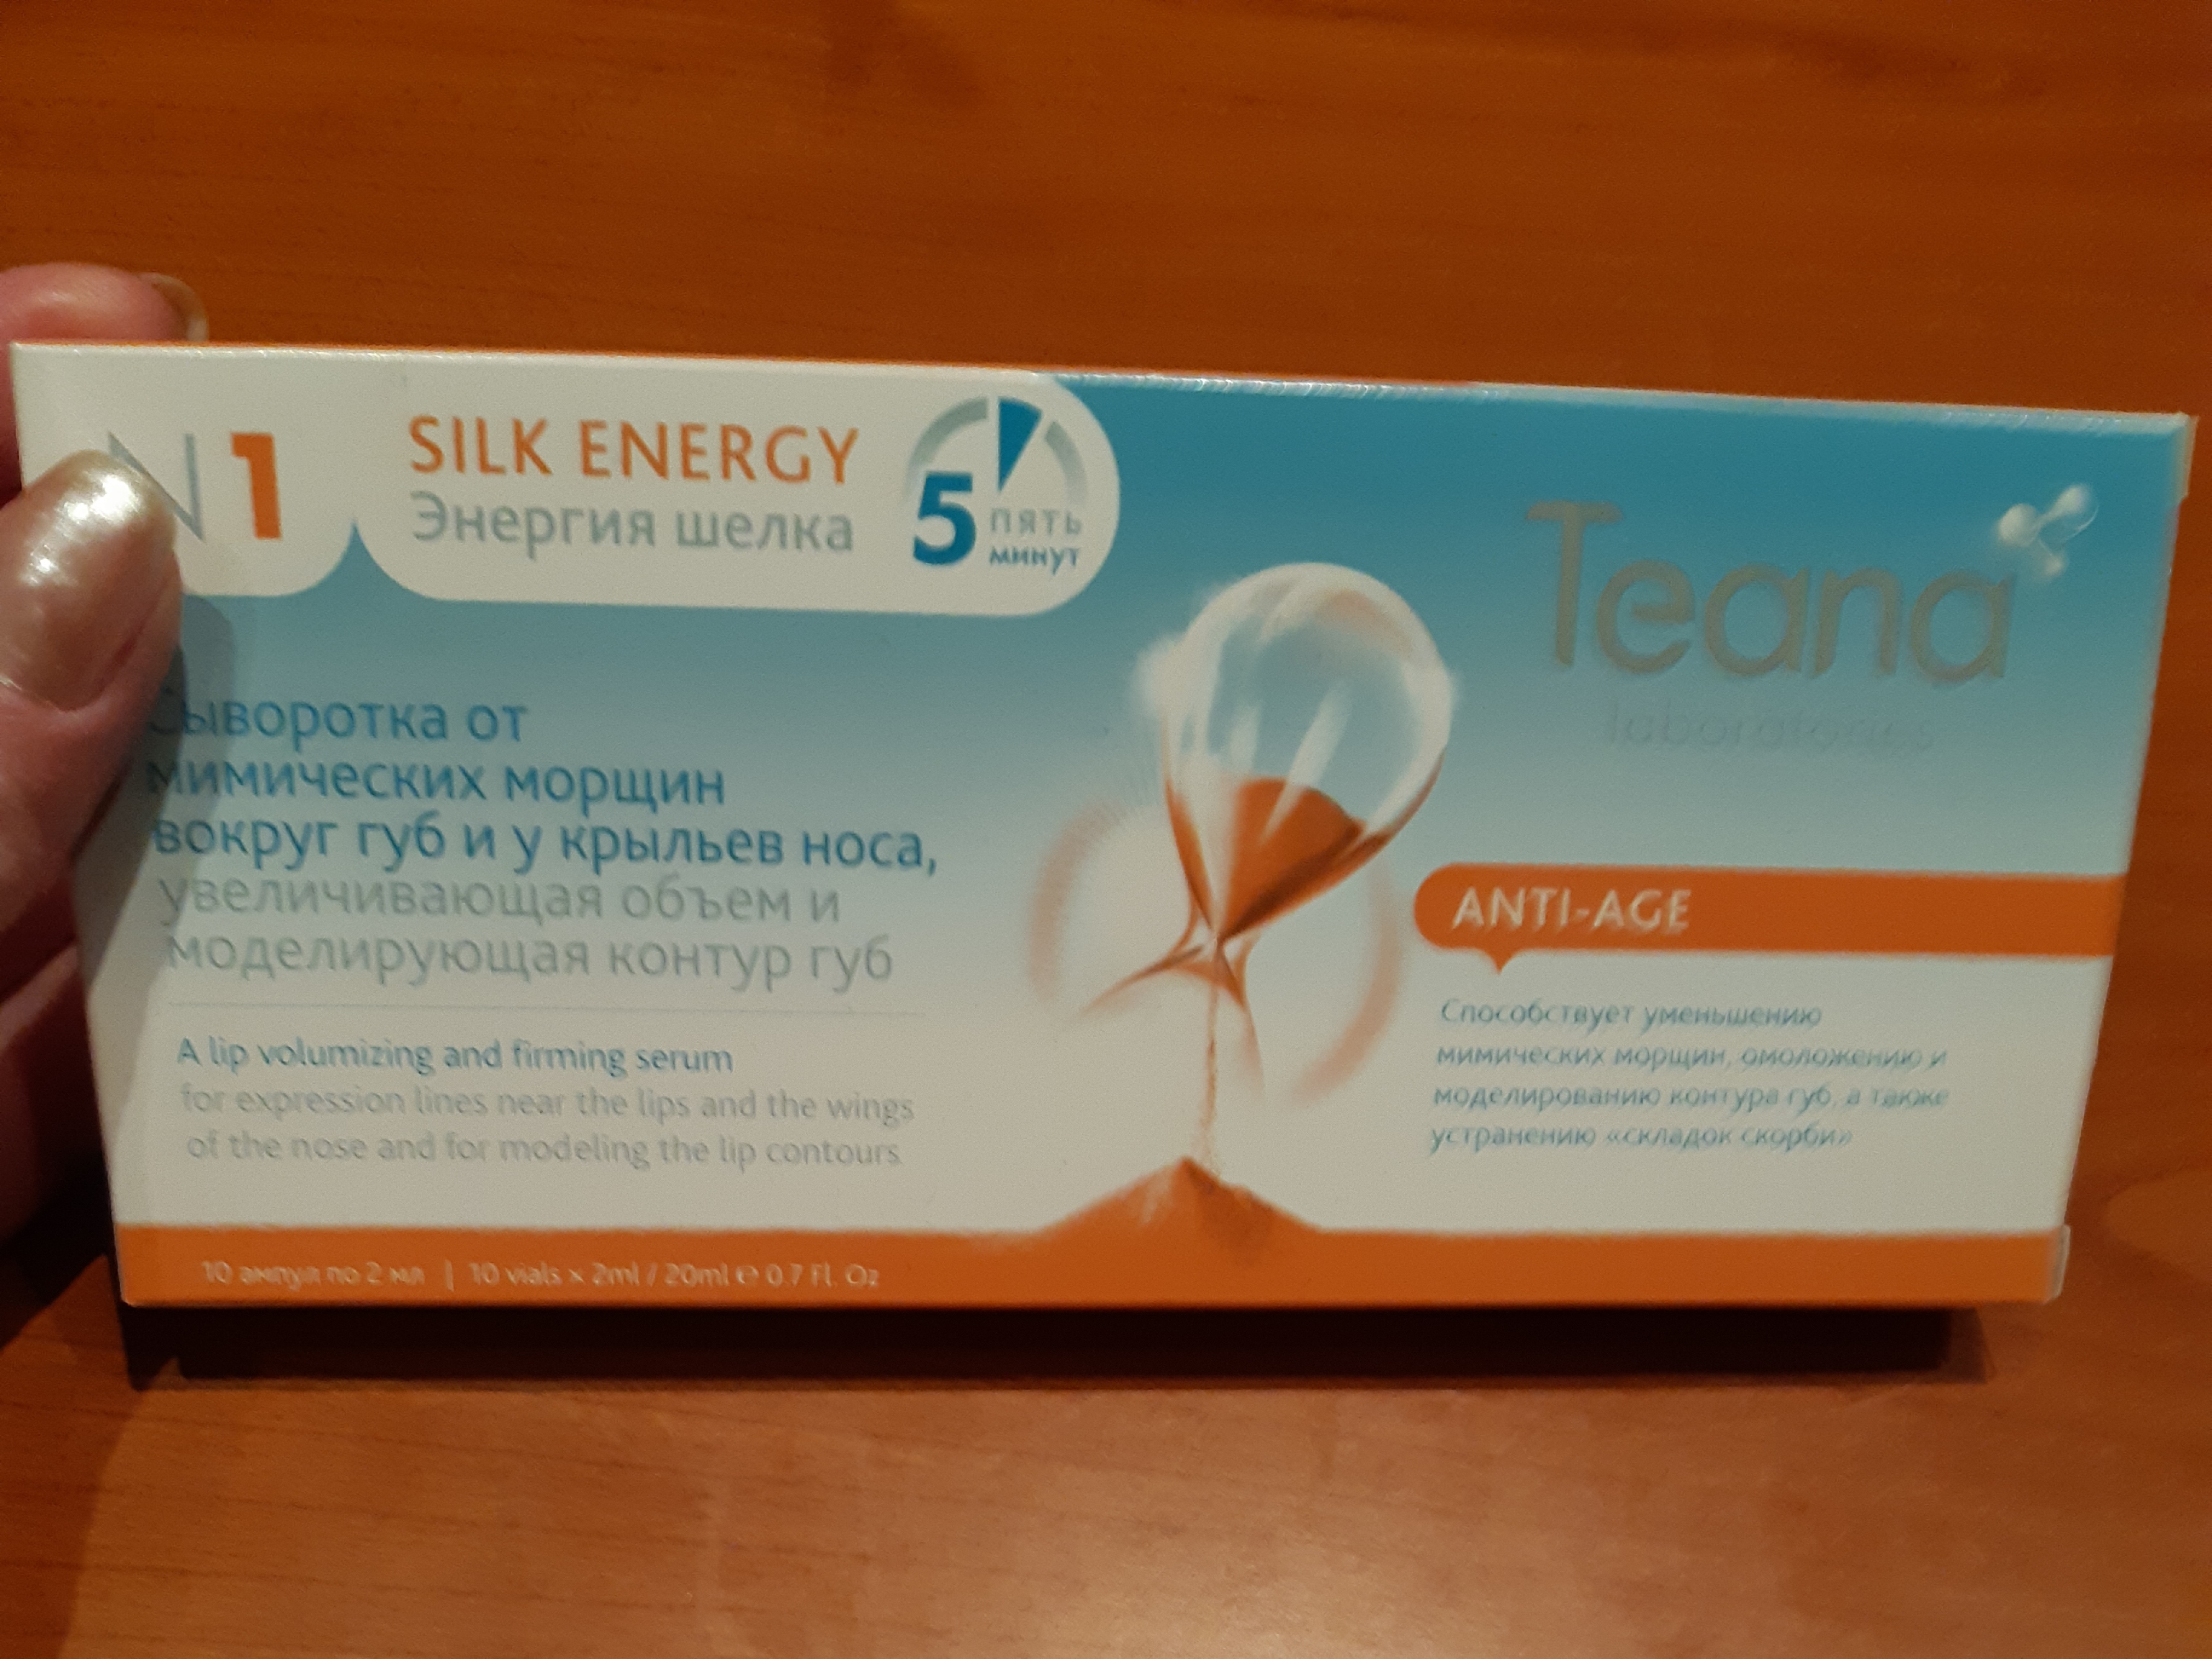 N1
SILK ENERGY
Энергия шелка
5 пять
минут
Teana
laboratories
Сыворотка от
мимических морщин
вокруг губ и у крыльев носа,
увеличивающая объем и
моделирующая контур губ
A lip volumizing and firming serum
for expression lines near the lips and the wings
of the nose and for modeling the lip contours
ANTI-AGE
Способствует уменьшению
мимических морщин, омоложению и
моделированию контура губ, а также
устранению «складок скорби»
10 ампул по 2 мл | 10 vials x 2ml / 20ml ℮ 0.7 Fl. Oz